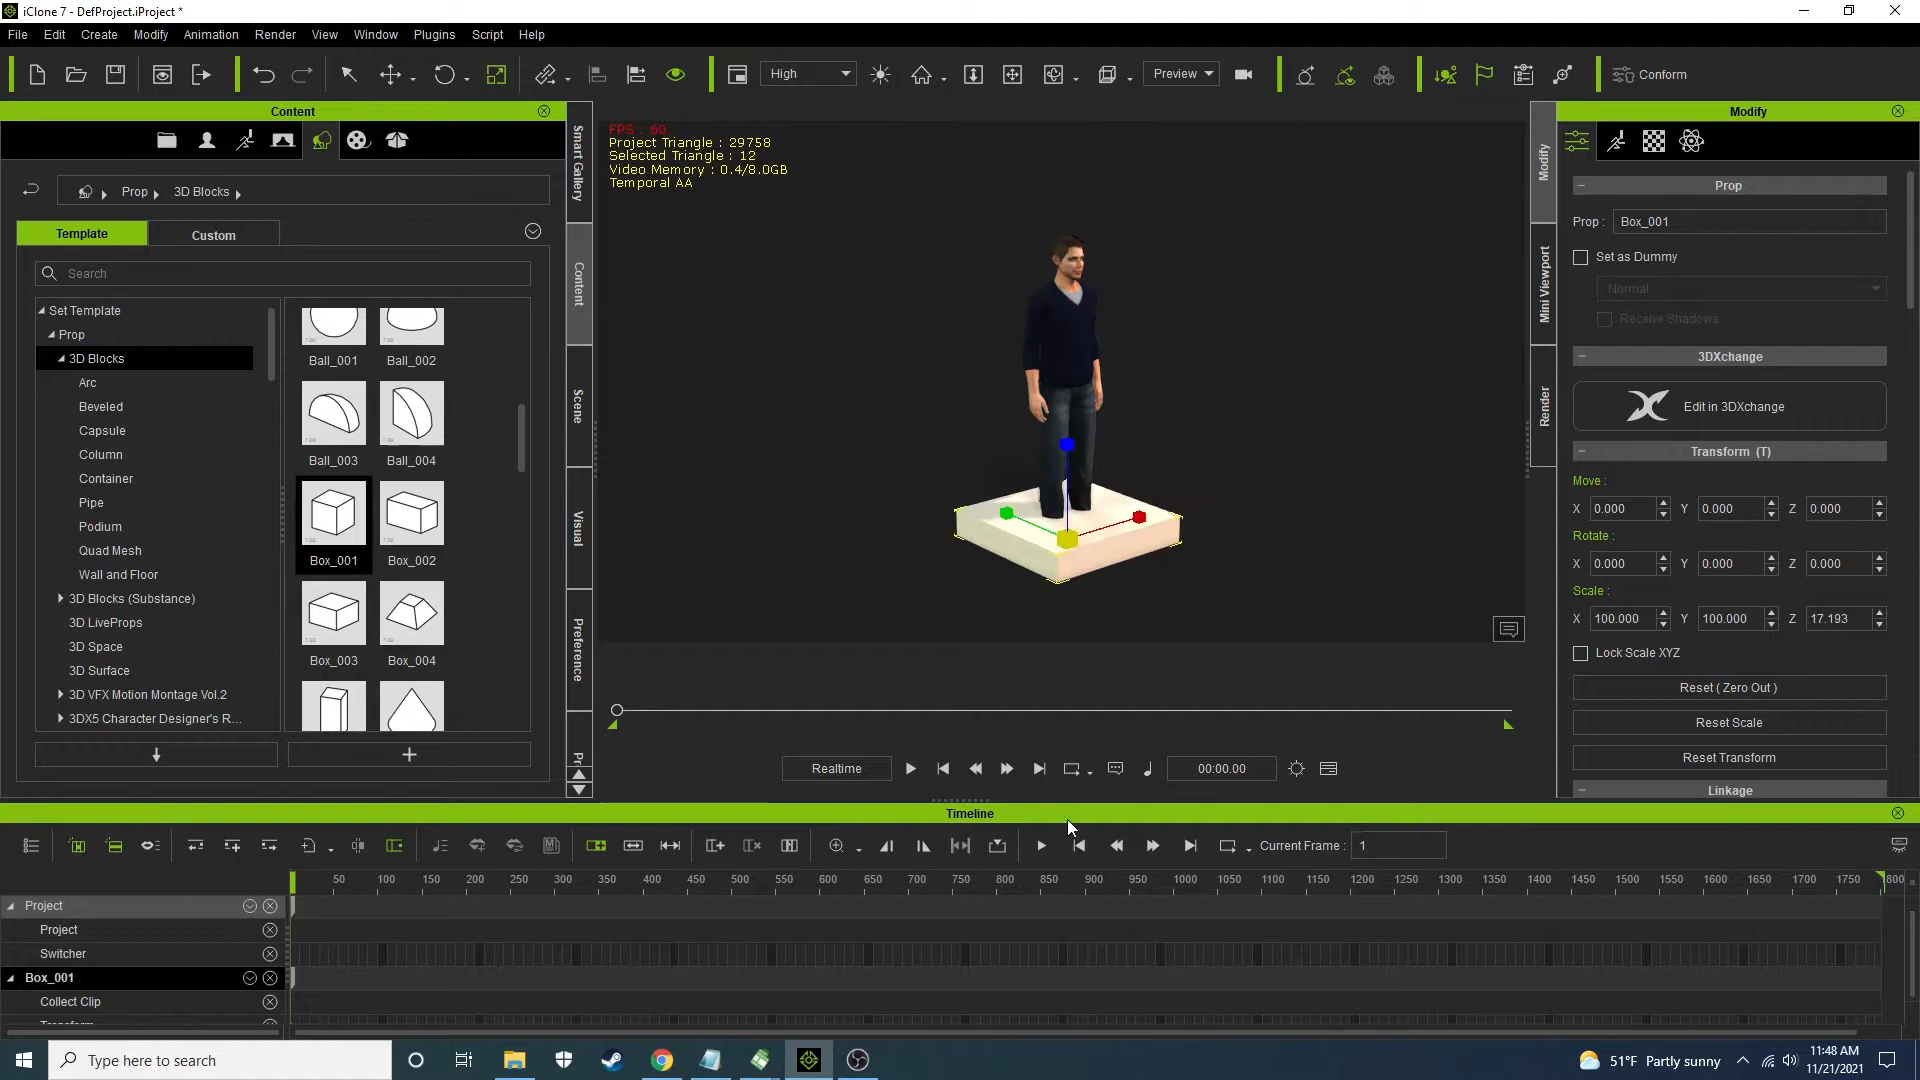 iClone 7 - DefProject.iProject *
File Edit Create Modify Animation Render View Window Plugins Script Help
High Preview Conform
Content
Prop 3D Blocks
Template Custom
Search
Set Template
Prop
3D Blocks
Arc
Beveled
Capsule
Column
Container
Pipe
Podium
Quad Mesh
Wall and Floor
3D Blocks (Substance)
3D LiveProps
3D Space
3D Surface
3D VFX Motion Montage Vol.2
3DX5 Character Designer's R...
Ball_001 Ball_002
Ball_003 Ball_004
Box_001 Box_002
Box_003 Box_004
Smart Gallery
Content
Scene
Visual
Preference
FPS : 60
Project Triangle : 29758
Selected Triangle : 12
Video Memory : 0.4/8.0GB
Temporal AA
Realtime 00:00.00
Modify
Mini Viewport
Render
Modify
Prop
Prop : Box_001
Set as Dummy
Normal
Receive Shadows
3DXchange
Edit in 3DXchange
Transform (T)
Move :
X 0.000 Y 0.000 Z 0.000
Rotate :
X 0.000 Y 0.000 Z 0.000
Scale :
X 100.000 Y 100.000 Z 17.193
Lock Scale XYZ
Reset ( Zero Out )
Reset Scale
Reset Transform
Linkage
Timeline
Current Frame : 1
50 100 150 200 250 300 350 400 450 500 550 600 650 700 750 800 850 900 950 1000 1050 1100 1150 1200 1250 1300 1350 1400 1450 1500 1550 1600 1650 1700 1750 800
Project
Project
Switcher
Box_001
Collect Clip
Type here to search
51°F Partly sunny
11:48 AM
11/21/2021